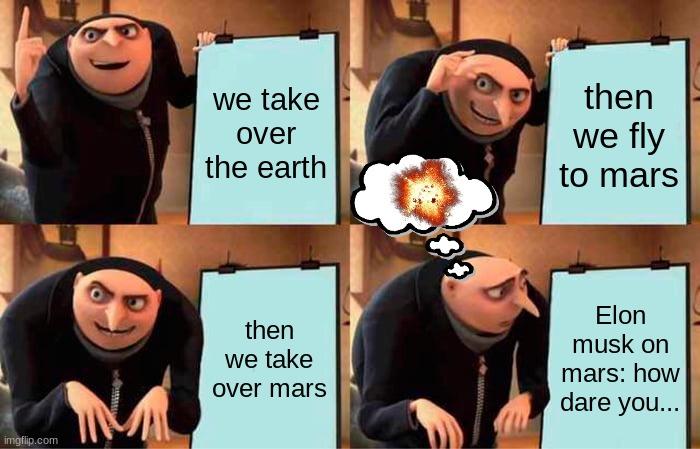 we take
over
the earth
then
we fly
to mars
then
we take
over mars
Elon
musk on
mars: how
dare you...
imgflip.com